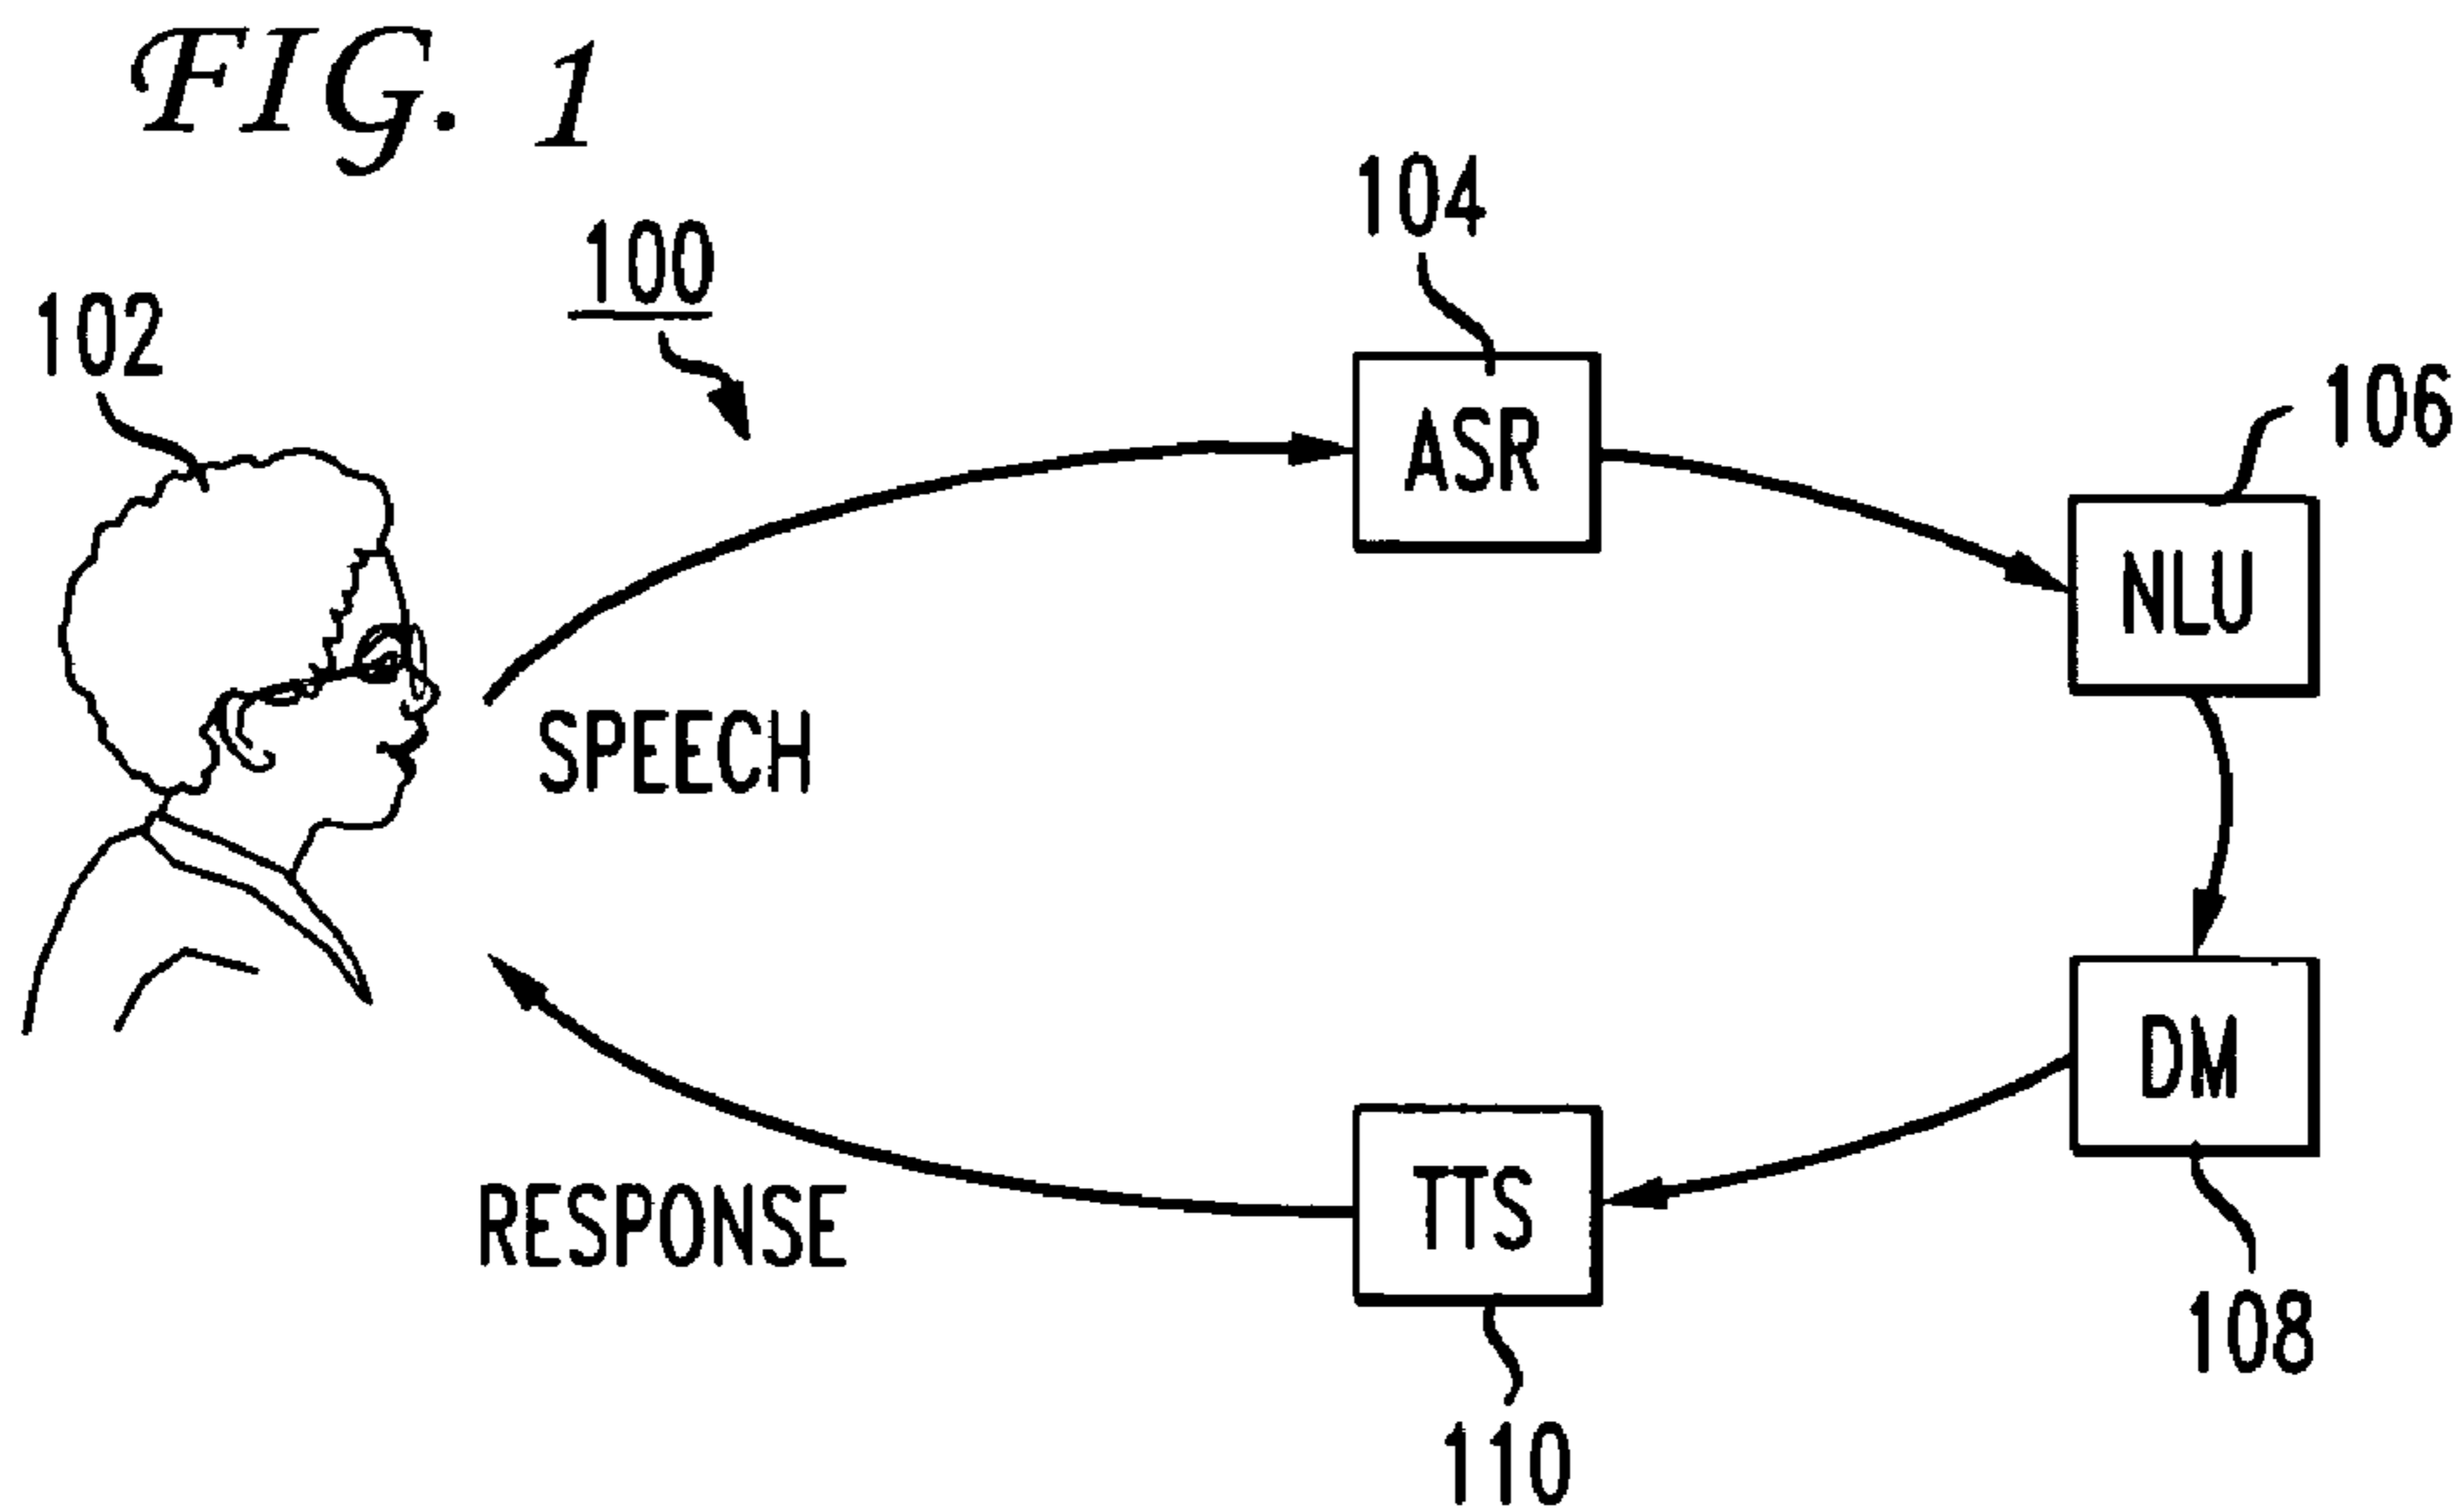 FIG. 1
100
104
102
106
ASR
NLU
SPEECH
DM
TTS
RESPONSE
108
110